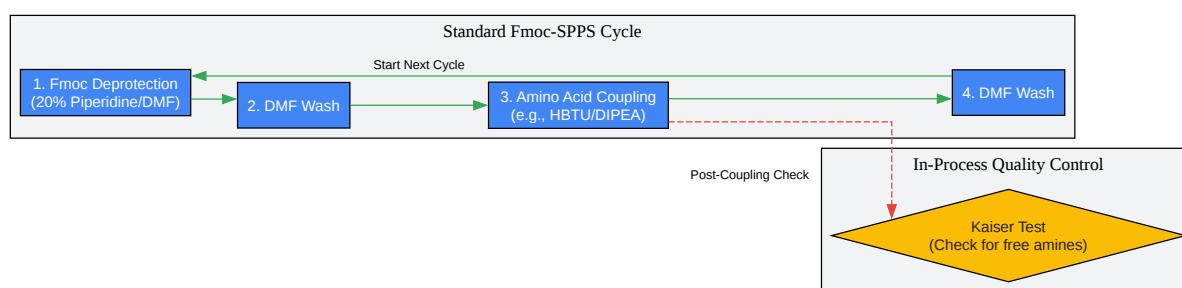 Standard Fmoc-SPPS Cycle
Start Next Cycle
1. Fmoc Deprotection
(20% Piperidine/DMF)
2. DMF Wash
3. Amino Acid Coupling
(e.g., HBTU/DIPEA)
4. DMF Wash
Post-Coupling Check
In-Process Quality Control
Kaiser Test
(Check for free amines)